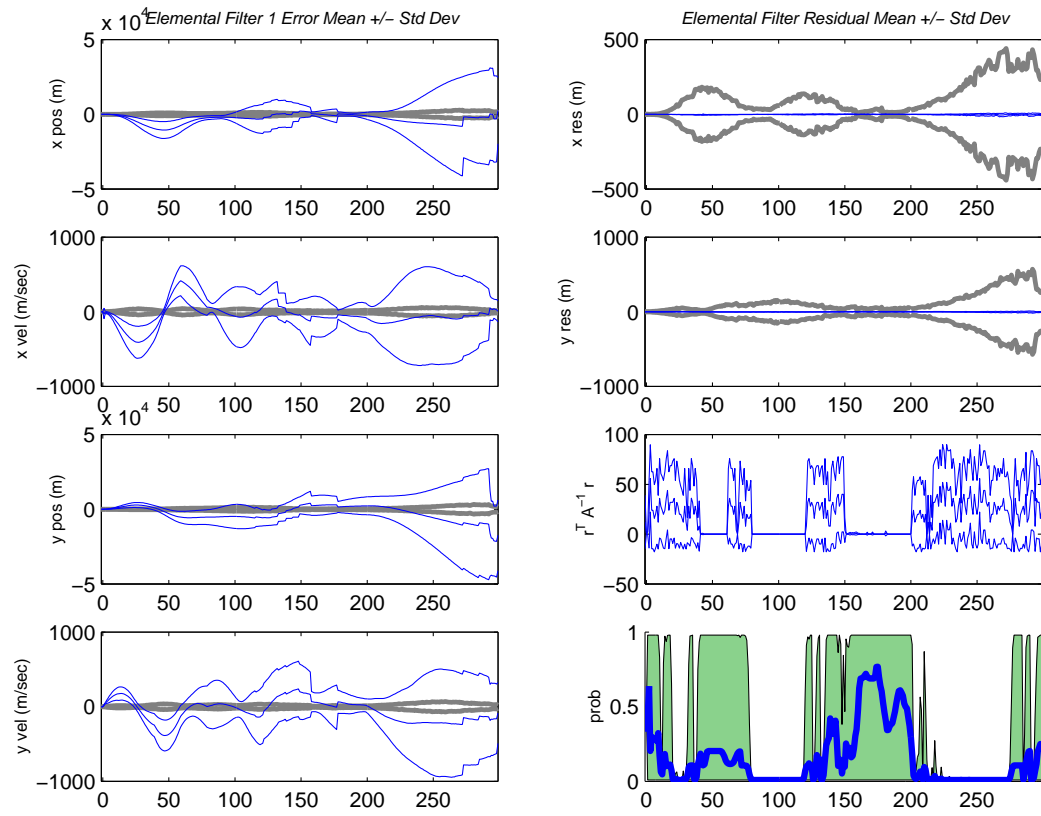 x 10⁴ Elemental Filter 1 Error Mean +/− Std Dev
5
0
−5
x pos (m)
0 50 100 150 200 250
1000
0
−1000
x vel (m/sec)
0 50 100 150 200 250
x 10⁴
5
0
−5
y pos (m)
0 50 100 150 200 250
1000
0
−1000
y vel (m/sec)
0 50 100 150 200 250
Elemental Filter Residual Mean +/− Std Dev
500
0
−500
x res (m)
0 50 100 150 200 250
1000
0
−1000
y res (m)
0 50 100 150 200 250
100
50
0
−50
rᵀ A⁻¹ r
0 50 100 150 200 250
1
0.5
0
prob
0 50 100 150 200 250